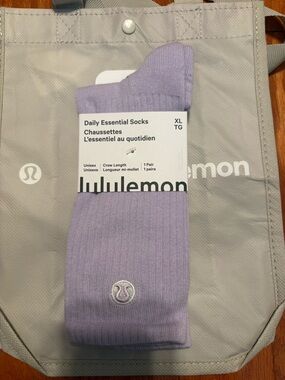 Daily Essential Socks
Chaussettes
L'essentiel au quotidien
XL
TG
Unisex Crew Length 1 Pair
Unisexe Longueur mi-mollet 1 paire
lululemon
emon